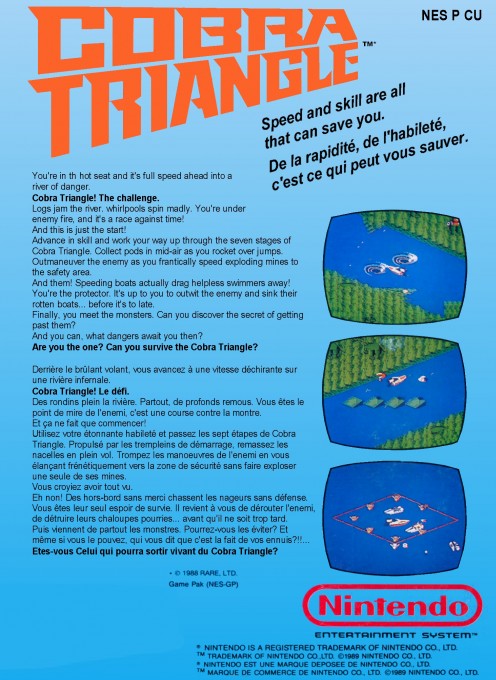 NES P CU
COBRA
TRIANGLE™*
Speed and skill are all
that can save you.
De la rapidité, de l'habileté,
c'est ce qui peut vous sauver.
You're in th hot seat and it's full speed ahead into a
river of danger.
Cobra Triangle! The challenge.
Logs jam the river. whirlpools spin madly. You're under
enemy fire, and it's a race against time!
And this is just the start!
Advance in skill and work your way up through the seven stages of
Cobra Triangle. Collect pods in mid-air as you rocket over jumps.
Outmaneuver the enemy as you frantically speed exploding mines to
the safety area.
And them! Speeding boats actually drag helpless swimmers away!
You're the protector. It's up to you to outwit the enemy and sink their
rotten boats... before it's to late.
Finally, you meet the monsters. Can you discover the secret of getting
past them?
And you can, what dangers await you then?
Are you the one? Can you survive the Cobra Triangle?
Derrière le brûlant volant, vous avancez à une vitesse déchirante sur
une rivière infernale.
Cobra Triangle! Le défi.
Des rondins plein la rivière. Partout, de profonds remous. Vous êtes le
point de mire de l'enemi, c'est une course contre la montre.
Et ça ne fait que commencer!
Utilisez votre étonnante habileté et passez les sept étapes de Cobra
Triangle. Propulsé par les trempleins de démarrage, remassez les
nacelles en plein vol. Trompez les manoeuvres de l'enemi en vous
élançant frénétiquement vers la zone de sécurité sans faire exploser
une seule de ses mines.
Vous croyiez avoir tout vu.
Eh non! Des hors-bord sans merci chassent les nageurs sans défense.
Vous êtes leur seul espoir de survie. Il revient à vous de dérouter l'enemi,
de détruire leurs chaloupes pourries... avant qu'il ne soit trop tard.
Puis viennent de partout les monstres. Pourrez-vous les éviter? Et
même si vous le pouvez, qui vous dit que c'est la fait de vos ennuis?!!...
Etes-vous Celui qui pourra sortir vivant du Cobra Triangle?
• © 1988 RARE, LTD.
Game Pak (NES-GP)
Nintendo®
ENTERTAINMENT SYSTEM™
® NINTENDO IS A REGISTERED TRADEMARK OF NINTENDO CO., LTD.
™ TRADEMARK OF NINTENDO CO.,LTD. ©1989 NINTENDO CO., LTD.
® NINTENDO EST UNE MARQUE DEPOSEE DE NINTENDO CO., LTD.
™ MARQUE DE COMMERCE DE NINTENDO CO., LTD. ©1989 NINTENDO CO., LTD.